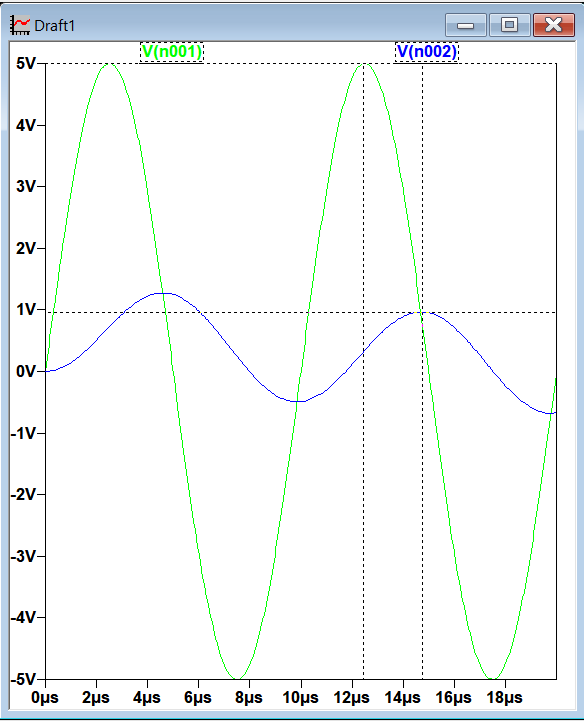 Draft1
V(n001) V(n002)
5V
4V
3V
2V
1V
0V
-1V
-2V
-3V
-4V
-5V
0µs 2µs 4µs 6µs 8µs 10µs 12µs 14µs 16µs 18µs